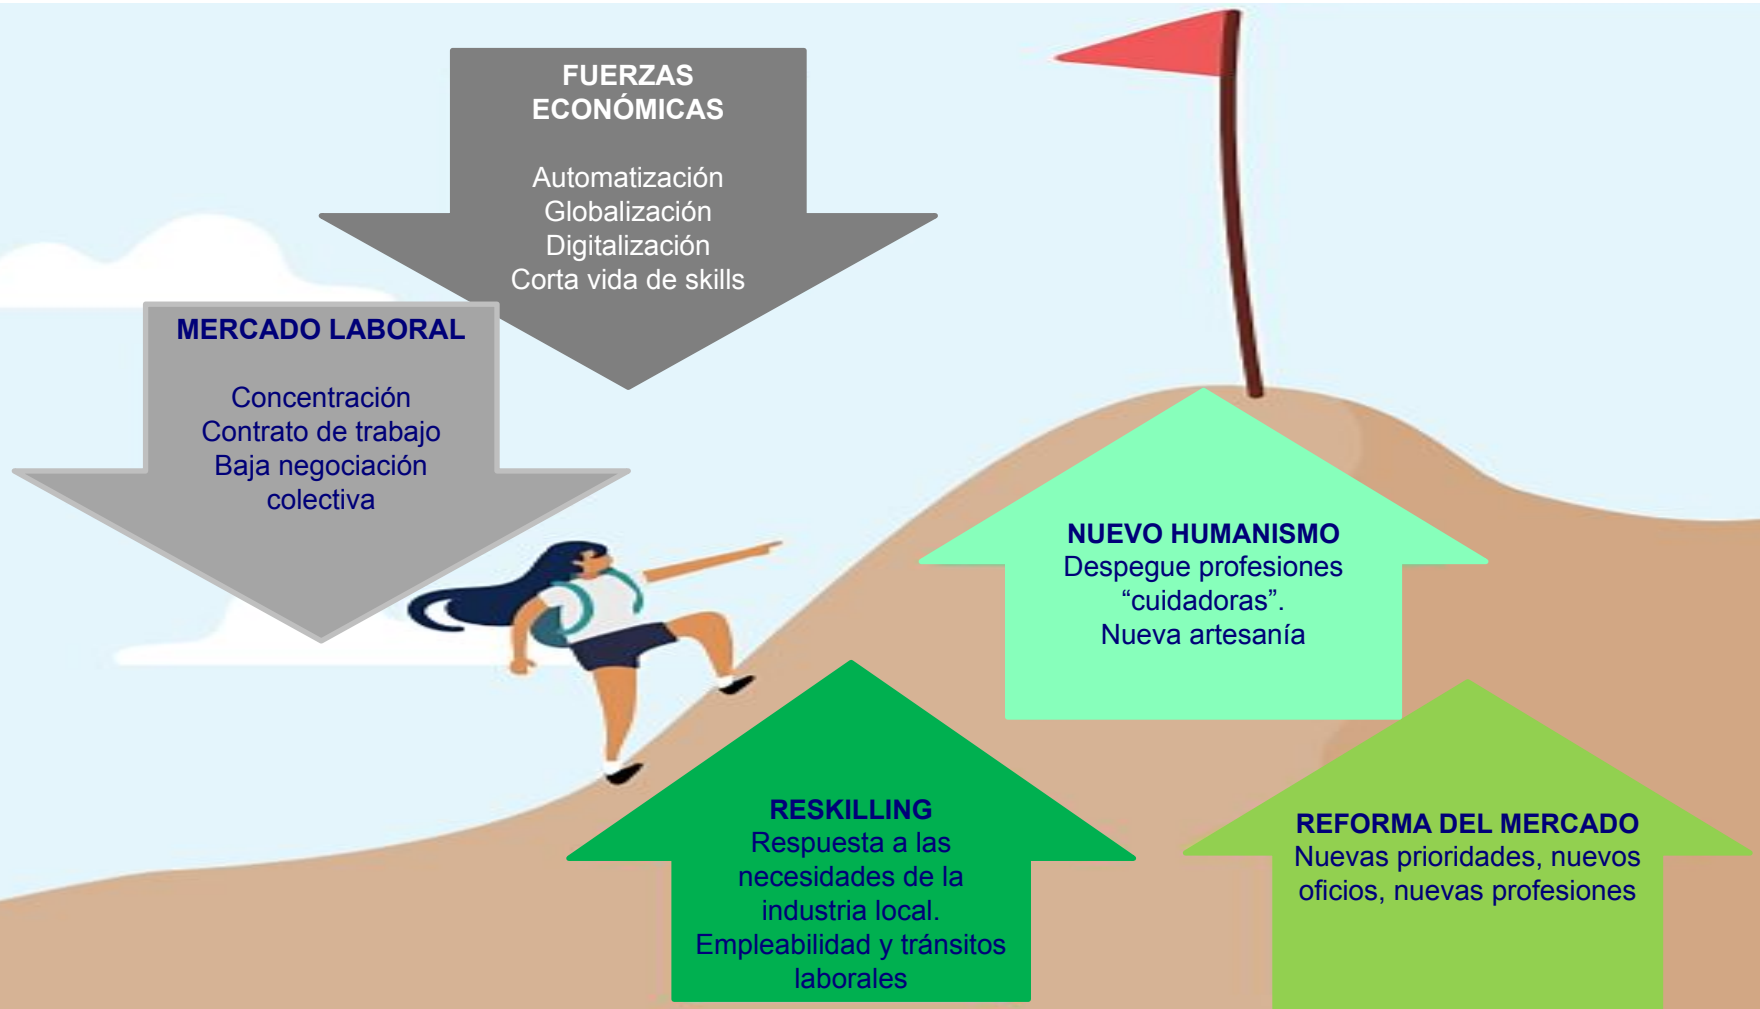 FUERZAS
ECONÓMICAS
Automatización
Globalización
Digitalización
Corta vida de skills
MERCADO LABORAL
Concentración
Contrato de trabajo
Baja negociación
colectiva
NUEVO HUMANISMO
Despegue profesiones
“cuidadoras”.
Nueva artesanía
RESKILLING
Respuesta a las
necesidades de la
industria local.
Empleabilidad y tránsitos
laborales
REFORMA DEL MERCADO
Nuevas prioridades, nuevos
oficios, nuevas profesiones